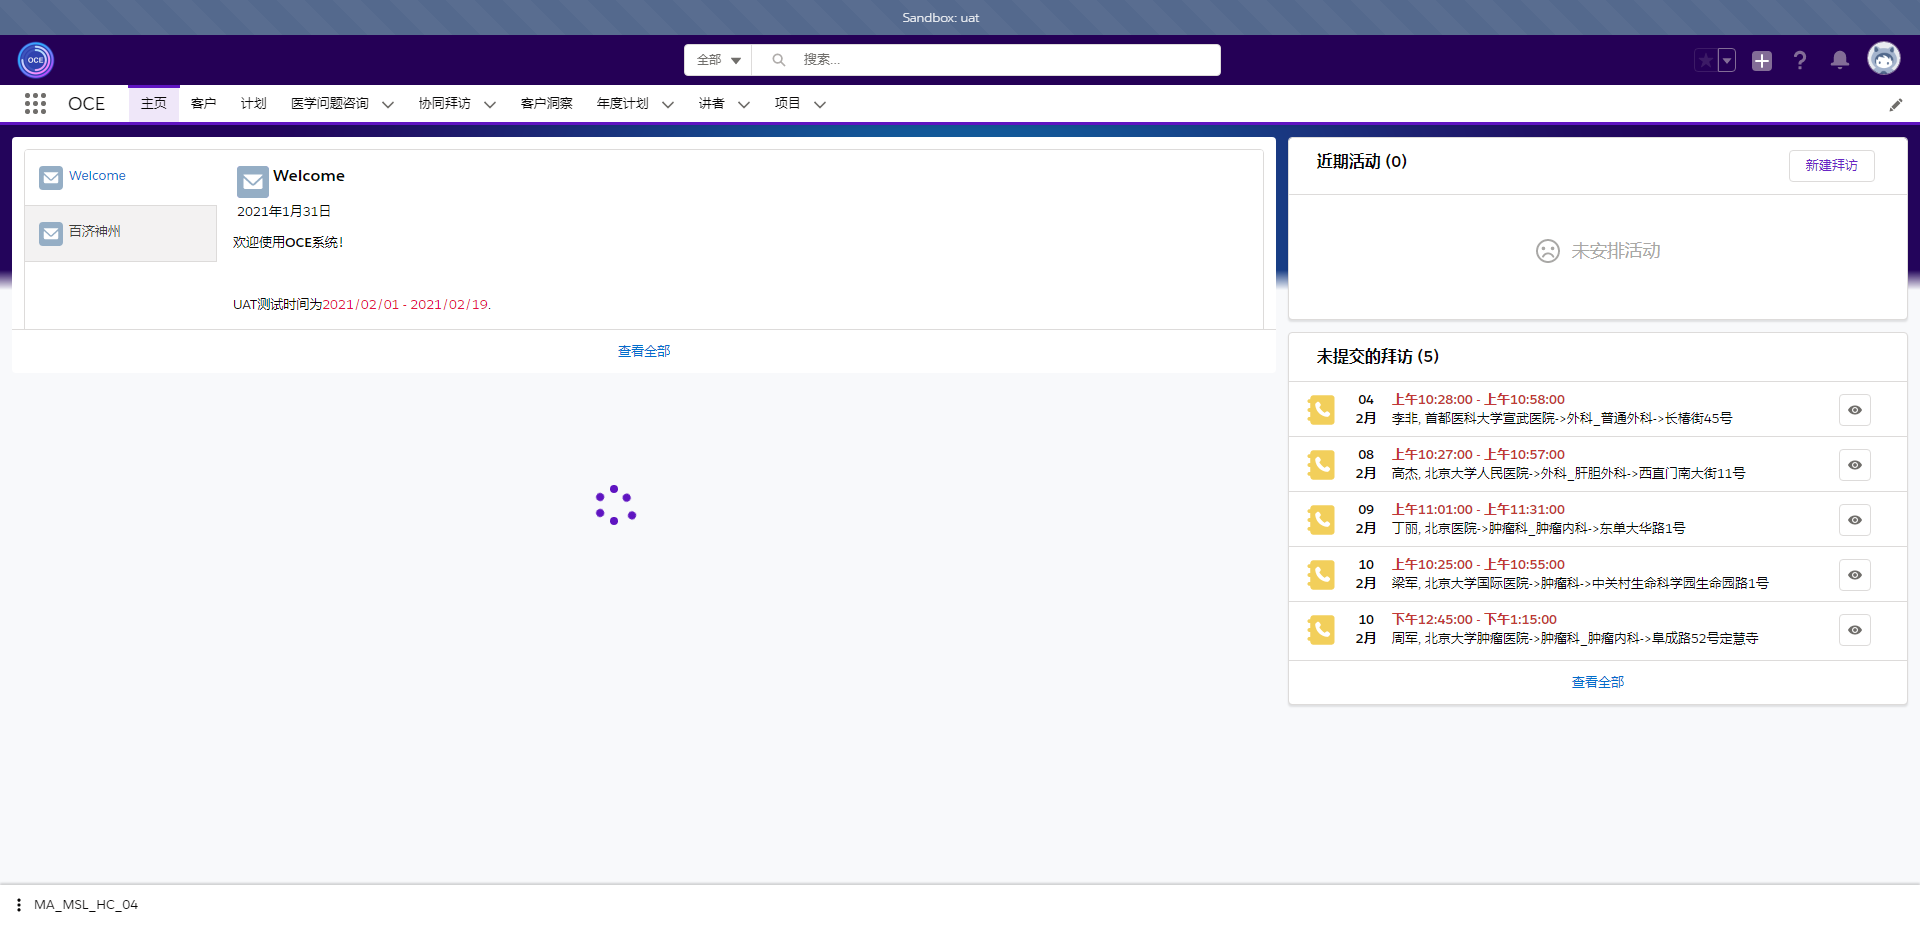 Sandbox: uat
OCE
全部
搜索...
OCE
主页
客户
计划
医学问题咨询
协同拜访
客户洞察
年度计划
讲者
项目
Welcome
百济神州
Welcome
2021年1月31日
欢迎使用OCE系统!
UAT测试时间为2021/02/01 - 2021/02/19.
查看全部
近期活动 (0)
新建拜访
未安排活动
未提交的拜访 (5)
04 上午10:28:00 - 上午10:58:00
2月 李非, 首都医科大学宣武医院->外科_普通外科->长椿街45号
08 上午10:27:00 - 上午10:57:00
2月 高杰, 北京大学人民医院->外科_肝胆外科->西直门南大街11号
09 上午11:01:00 - 上午11:31:00
2月 丁丽, 北京医院->肿瘤科_肿瘤内科->东单大华路1号
10 上午10:25:00 - 上午10:55:00
2月 梁军, 北京大学国际医院->肿瘤科->中关村生命科学园生命园路1号
10 下午12:45:00 - 下午1:15:00
2月 周军, 北京大学肿瘤医院->肿瘤科_肿瘤内科->阜成路52号定慧寺
查看全部
MA_MSL_HC_04